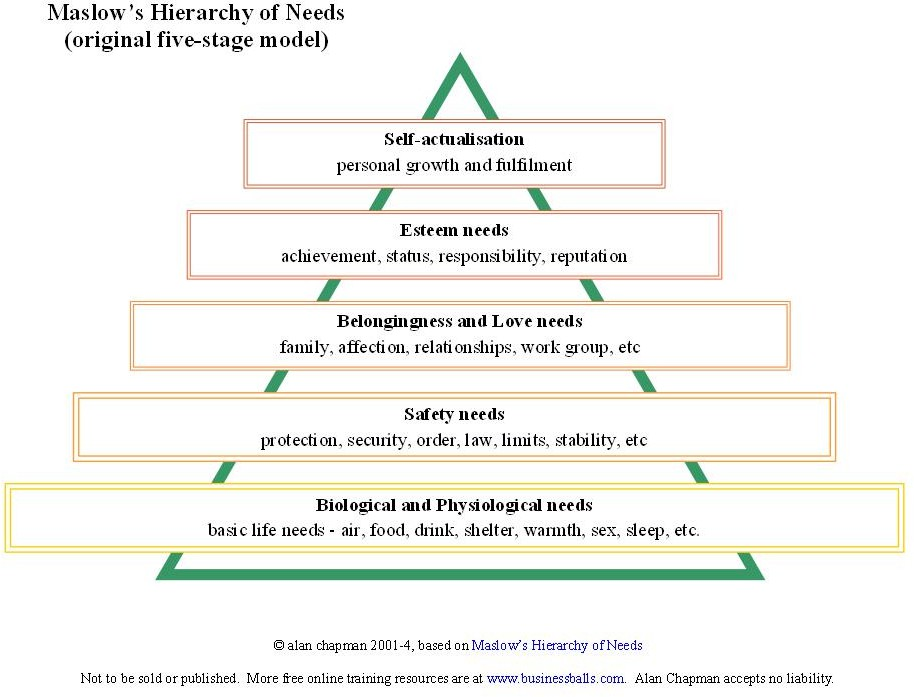 Maslow's Hierarchy of Needs
(original five-stage model)
Self-actualisation
personal growth and fulfilment
Esteem needs
achievement, status, responsibility, reputation
Belongingness and Love needs
family, affection, relationships, work group, etc
Safety needs
protection, security, order, law, limits, stability, etc
Biological and Physiological needs
basic life needs - air, food, drink, shelter, warmth, sex, sleep, etc.
© alan chapman 2001-4, based on Maslow's Hierarchy of Needs
Not to be sold or published. More free online training resources are at www.businessballs.com. Alan Chapman accepts no liability.